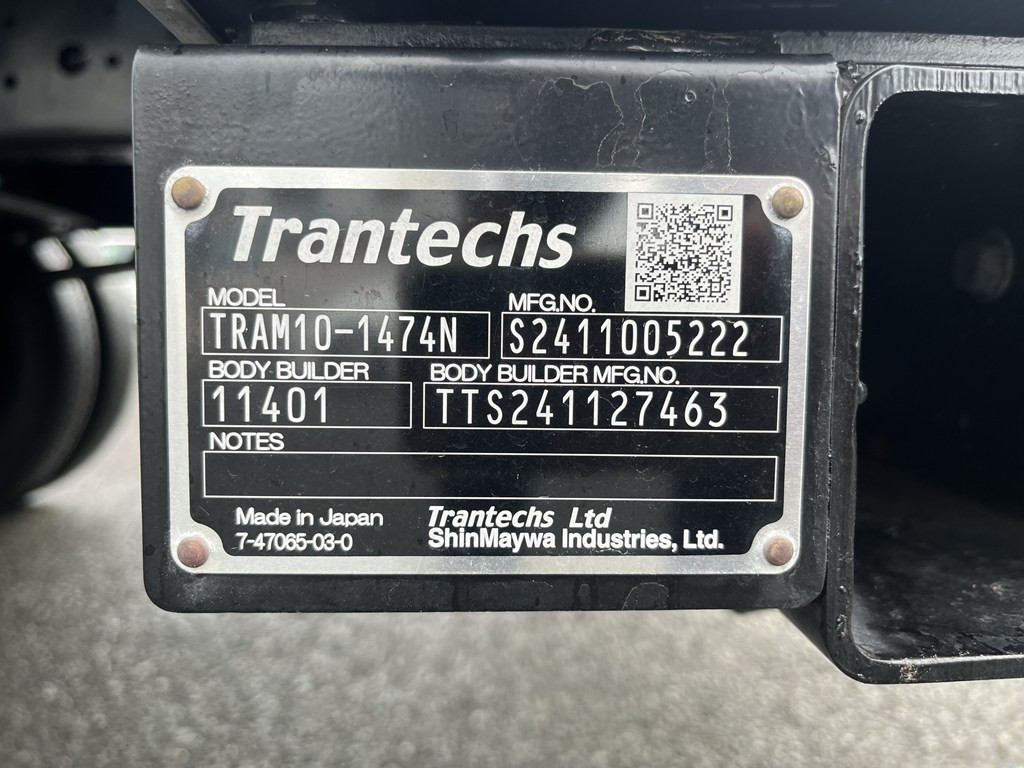 Trantechs
MODEL MFG.NO.
TRAM10-1474N S2411005222
BODY BUILDER BODY BUILDER MFG.NO.
11401 TTS241127463
NOTES
Made in Japan Trantechs Ltd
7-47065-03-0 ShinMaywa Industries, Ltd.